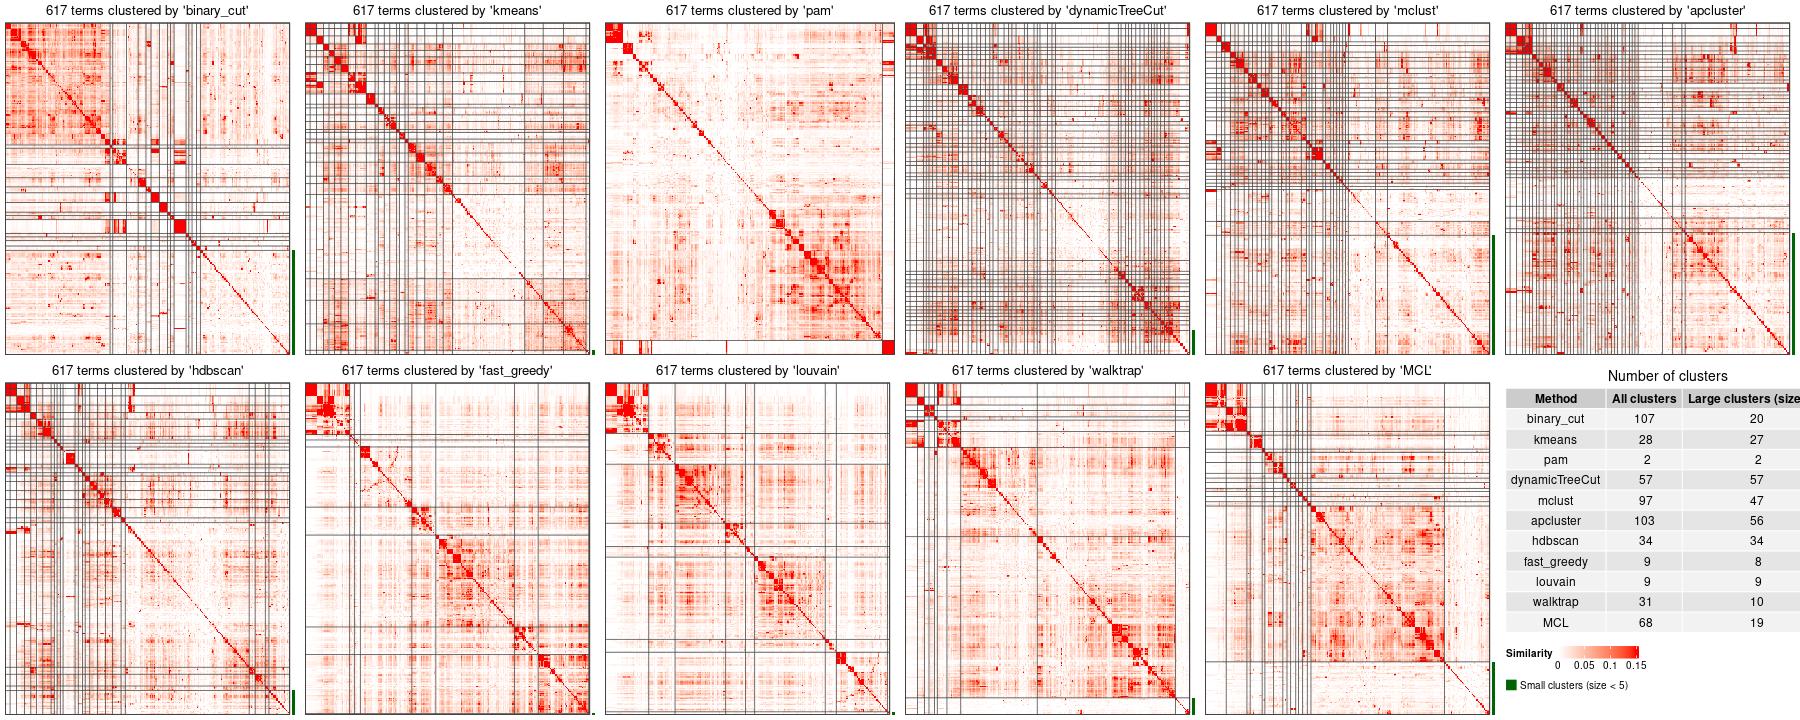 617 terms clustered by 'binary_cut'
617 terms clustered by 'kmeans'
617 terms clustered by 'pam'
617 terms clustered by 'dynamicTreeCut'
617 terms clustered by 'mclust'
617 terms clustered by 'apcluster'
617 terms clustered by 'hdbscan'
617 terms clustered by 'fast_greedy'
617 terms clustered by 'louvain'
617 terms clustered by 'walktrap'
617 terms clustered by 'MCL'
Number of clusters
Method All clusters Large clusters (size
binary_cut 107 20
kmeans 28 27
pam 2 2
dynamicTreeCut 57 57
mclust 97 47
apcluster 103 56
hdbscan 34 34
fast_greedy 9 8
louvain 9 9
walktrap 31 10
MCL 68 19
Similarity
0 0.05 0.1 0.15
Small clusters (size < 5)